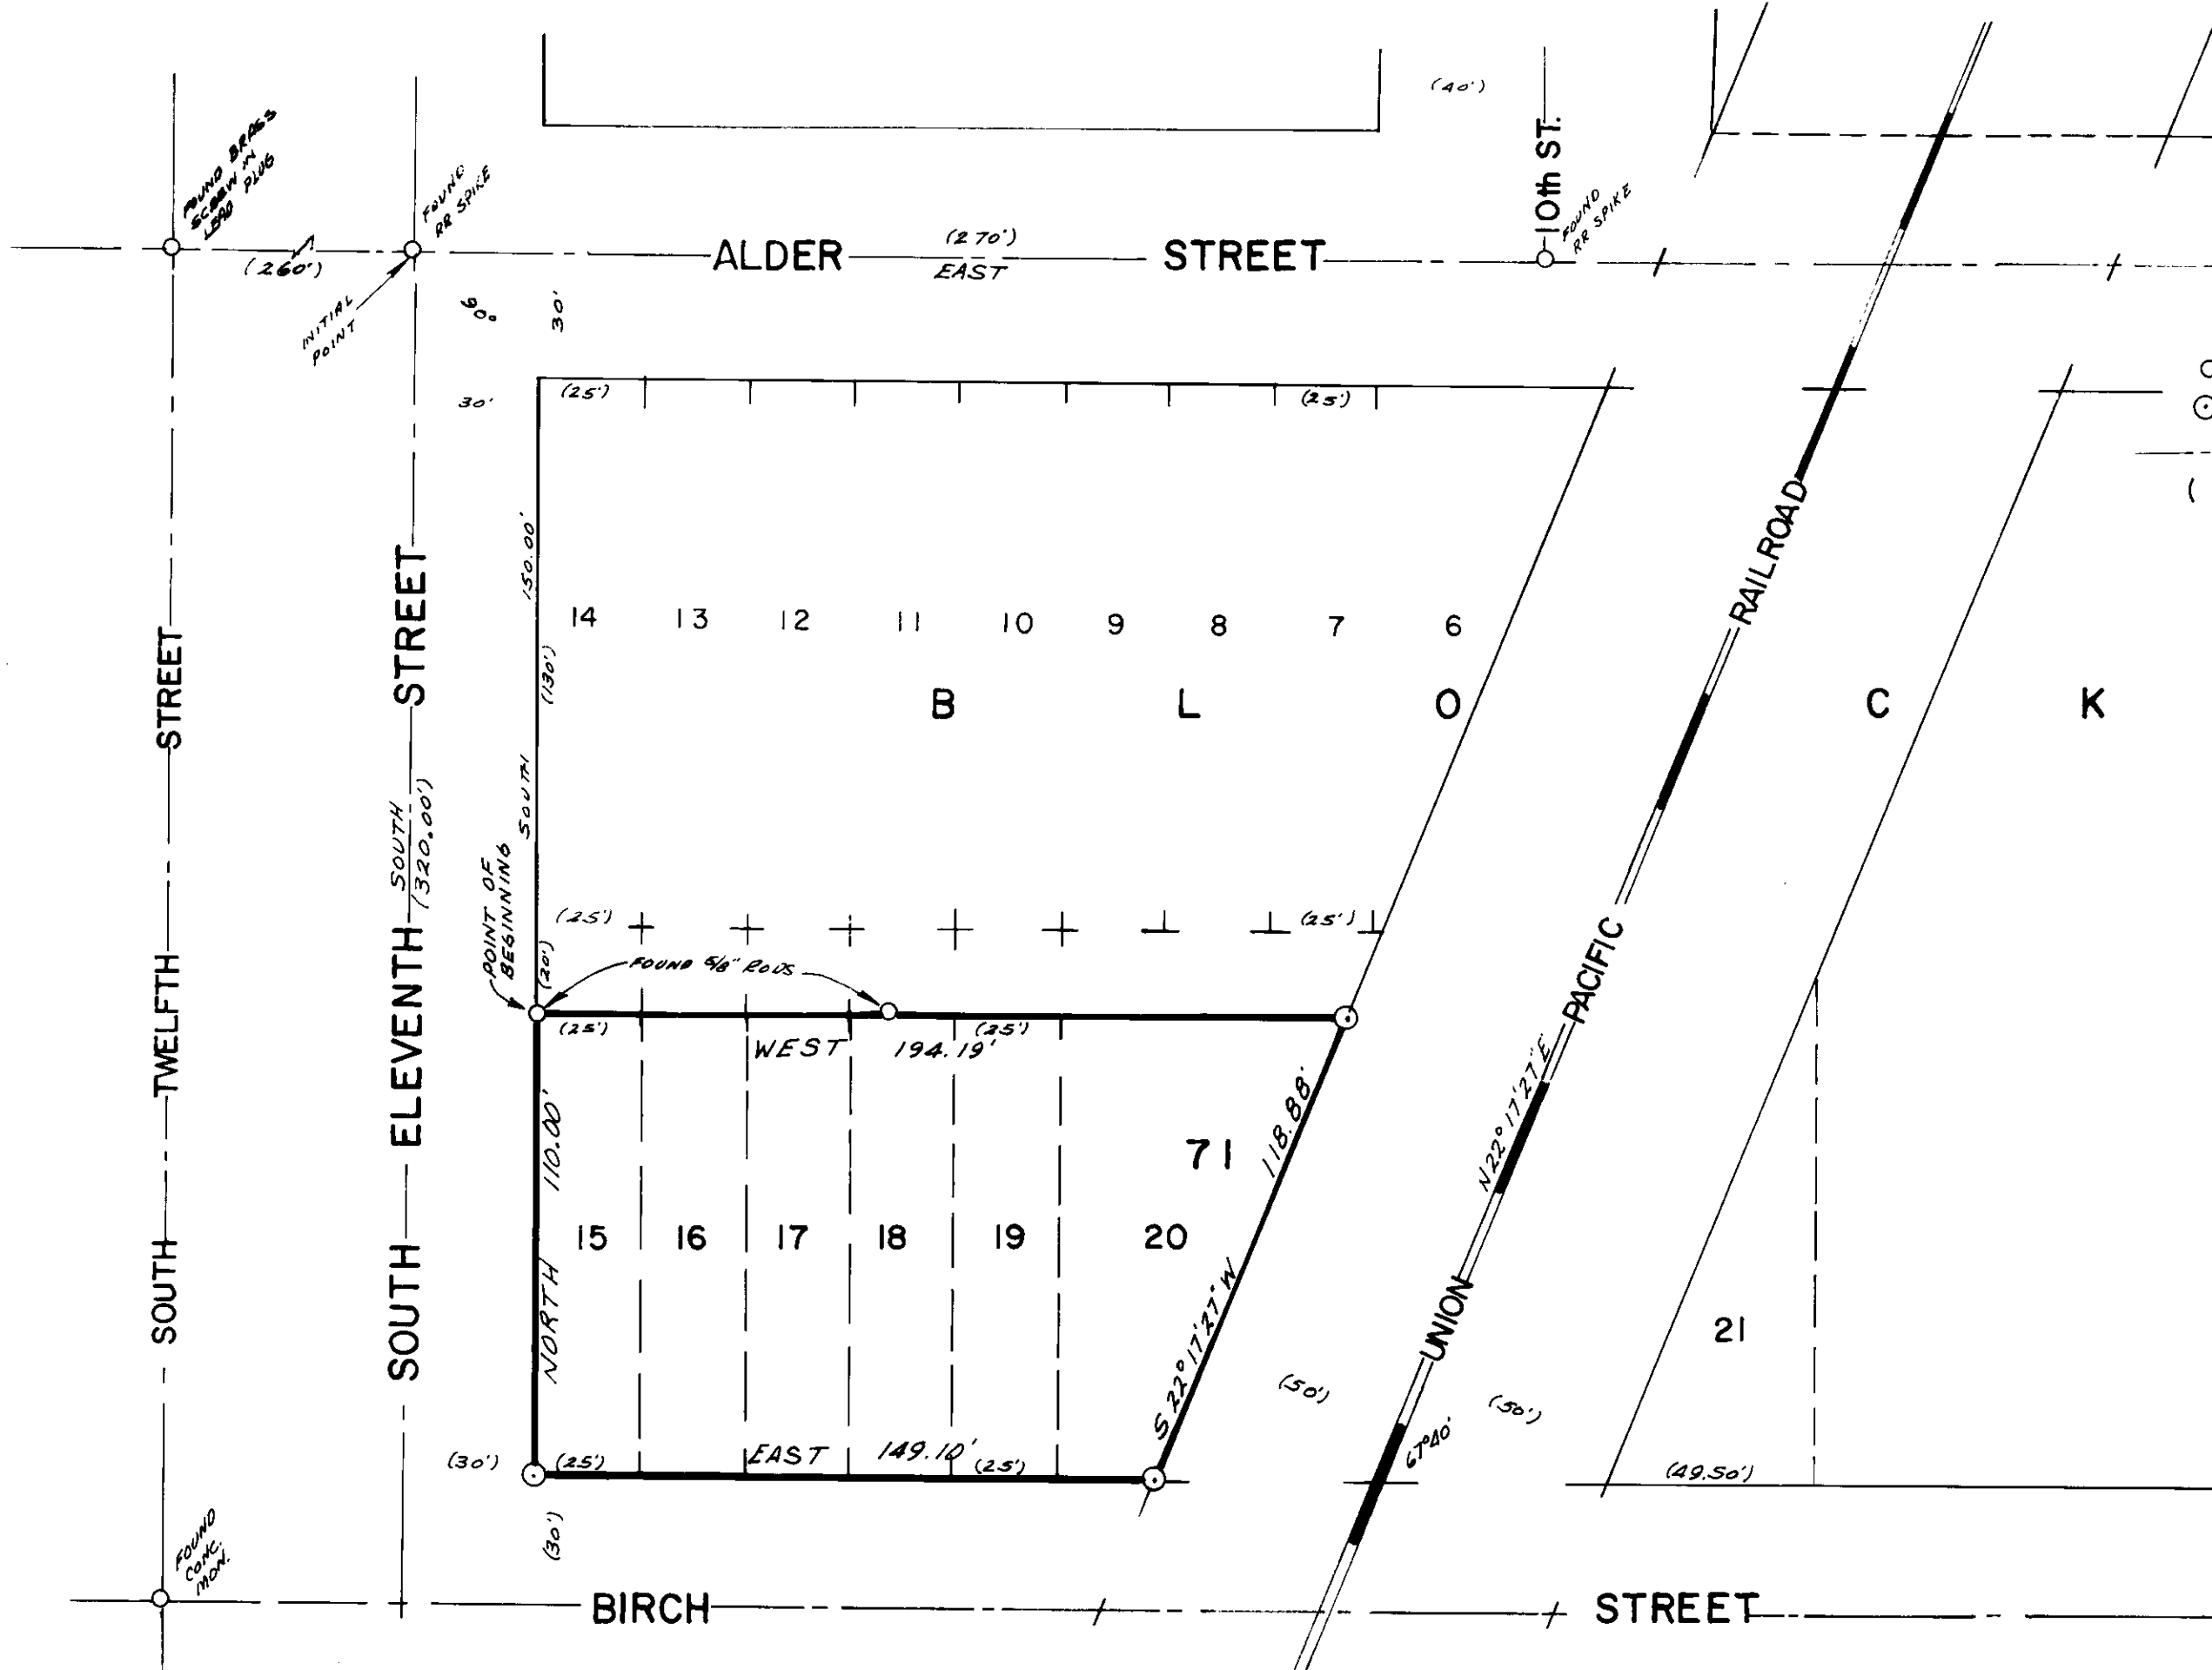 (40')
10th ST.
FOUND BRASS
SCREW IN
LEAD PLUG
FOUND
RR SPIKE
FOUND
RR SPIKE
(260')
ALDER STREET
(270')
EAST
INITIAL
POINT
60.
30'
30'
(25')
(25')
150.00'
SOUTH
(130')
14 13 12 11 10 9 8 7 6
B L O C K
RAILROAD
PACIFIC
UNION
N22°17'27"E
SOUTH TWELFTH STREET
SOUTH ELEVENTH STREET
SOUTH
(320.00')
POINT OF
BEGINNING
(20')
(25')
(25')
FOUND 5/8" RODS
(25')
(25')
WEST 194.19'
NORTH 110.00'
118.88'
S 22°17'27"W
71
15 16 17 18 19 20
21
(50')
(50')
67°40'
(49.50')
(30')
(25')
EAST 149.10'
(25')
(30')
FOUND
CONC.
MON.
BIRCH STREET
(